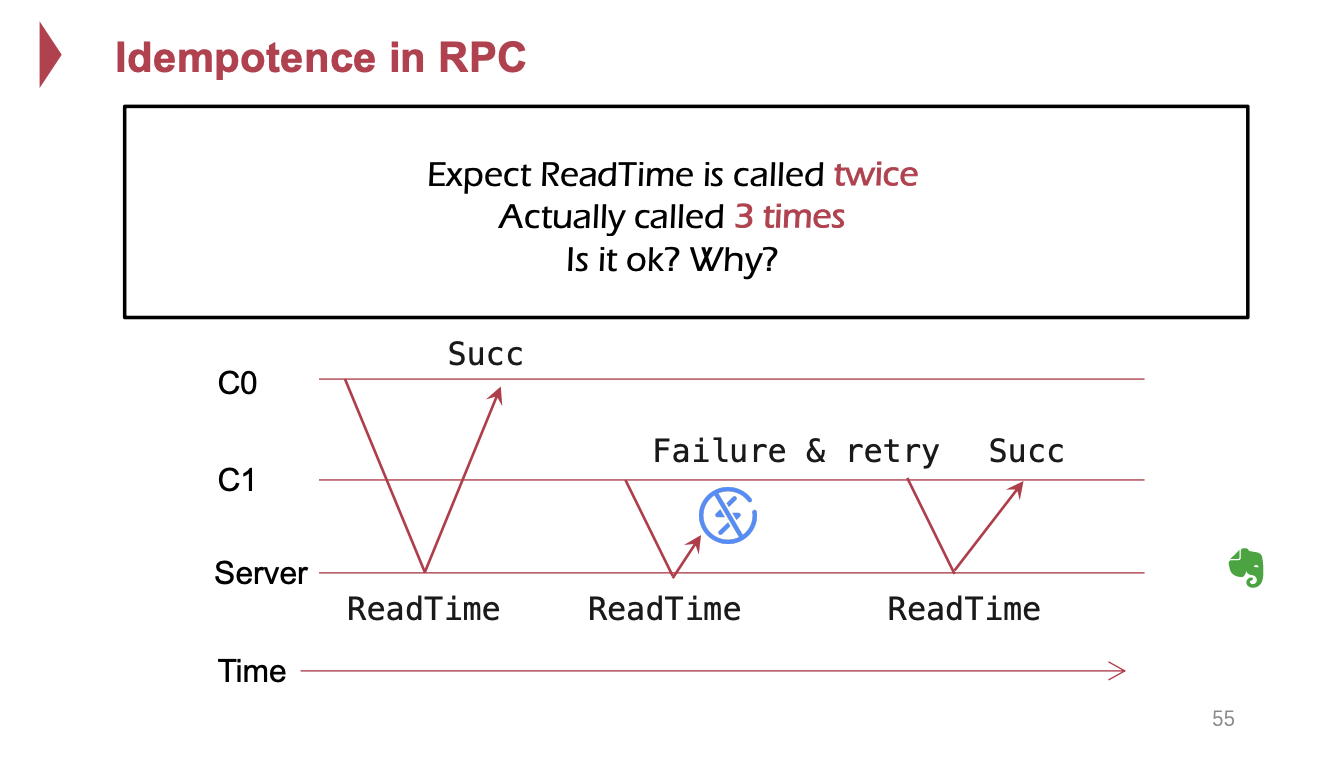 Idempotence in RPC
Expect ReadTime is called twice
Actually called 3 times
Is it ok? Why?
Succ
C0
Failure & retry Succ
C1
Server
ReadTime ReadTime ReadTime
Time
55